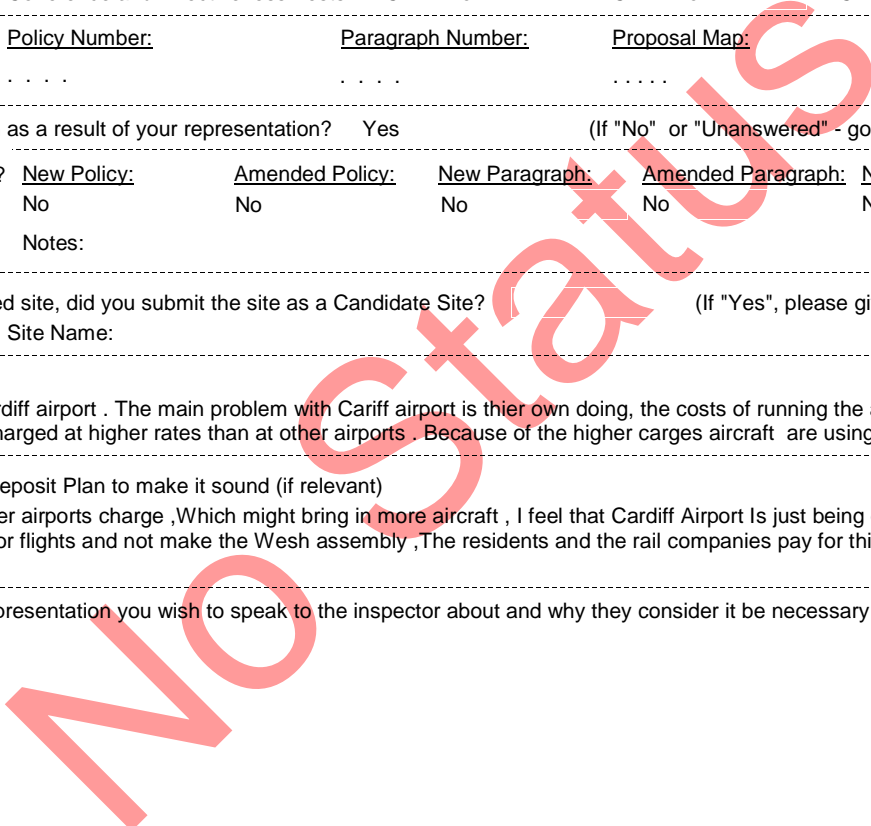 Policy Number: Paragraph Number: Proposal Map:
. . . . . . . . . . . . .
as a result of your representation? Yes (If "No" or "Unanswered" - go
? New Policy: Amended Policy: New Paragraph: Amended Paragraph: N
No No No No N
Notes:
ed site, did you submit the site as a Candidate Site? (If "Yes", please gi
Site Name:
rdiff airport . The main problem with Cariff airport is thier own doing, the costs of running the a
harged at higher rates than at other airports . Because of the higher carges aircraft are using
eposit Plan to make it sound (if relevant)
er airports charge ,Which might bring in more aircraft , I feel that Cardiff Airport Is just being
or flights and not make the Wesh assembly ,The residents and the rail companies pay for thi
presentation you wish to speak to the inspector about and why they consider it be necessary
No Status